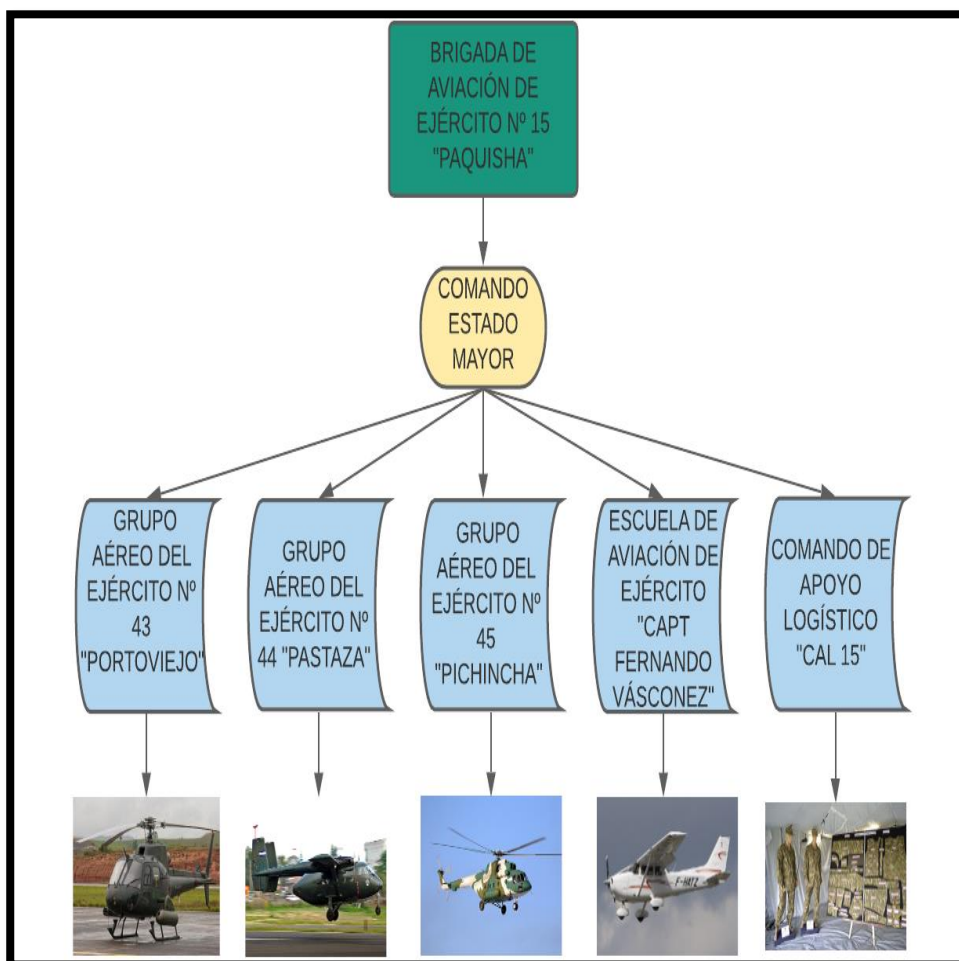 BRIGADA DE
AVIACIÓN DE
EJÉRCITO Nº 15
"PAQUISHA"
COMANDO
ESTADO
MAYOR
GRUPO
AÉREO DEL
EJÉRCITO Nº
43
"PORTOVIEJO"
GRUPO
AÉREO DEL
EJÉRCITO Nº
44 "PASTAZA"
GRUPO
AÉREO DEL
EJÉRCITO Nº
45
"PICHINCHA"
ESCUELA DE
AVIACIÓN DE
EJÉRCITO
"CAPT
FERNANDO
VÁSCONEZ"
COMANDO DE
APOYO
LOGÍSTICO
"CAL 15"